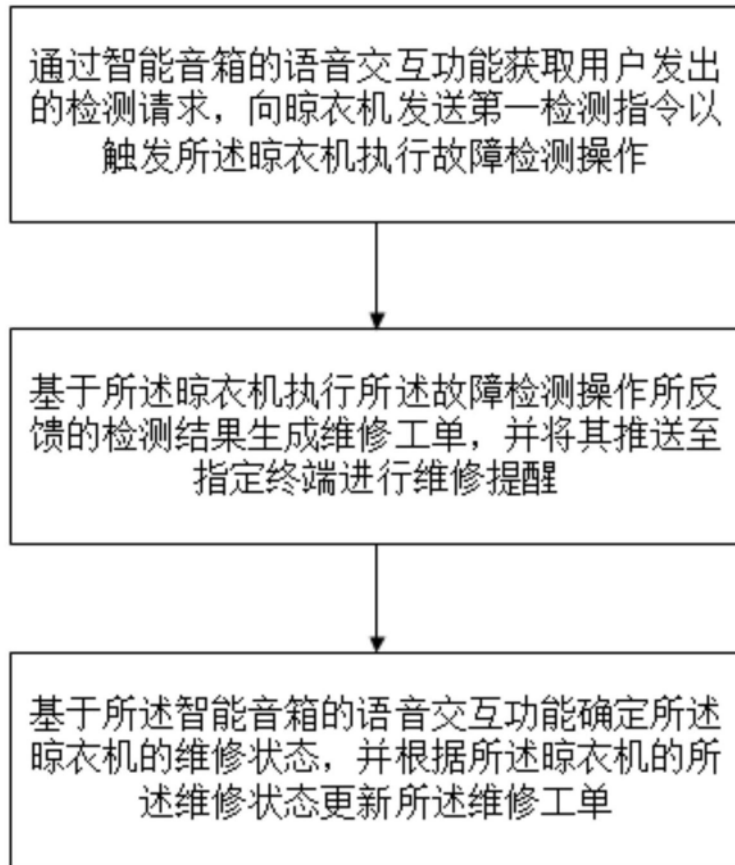 通过智能音箱的语音交互功能获取用户发出
的检测请求，向晾衣机发送第一检测指令以
触发所述晾衣机执行故障检测操作
基于所述晾衣机执行所述故障检测操作所反
馈的检测结果生成维修工单，并将其推送至
指定终端进行维修提醒
基于所述智能音箱的语音交互功能确定所述
晾衣机的维修状态，并根据所述晾衣机的所
述维修状态更新所述维修工单